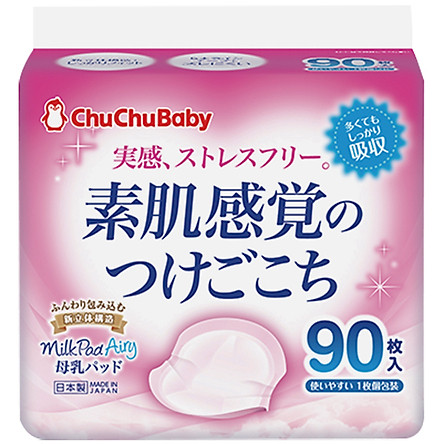 90枚
ChuChuBaby
多くても
しっかり
吸収
実感、ストレスフリー。
素肌感覚の
つけごこち
ふんわり包み込む
新立体構造
MilkPad Airy
母乳パッド
日本製 MADE IN JAPAN
90枚入
使いやすい 1枚個包装